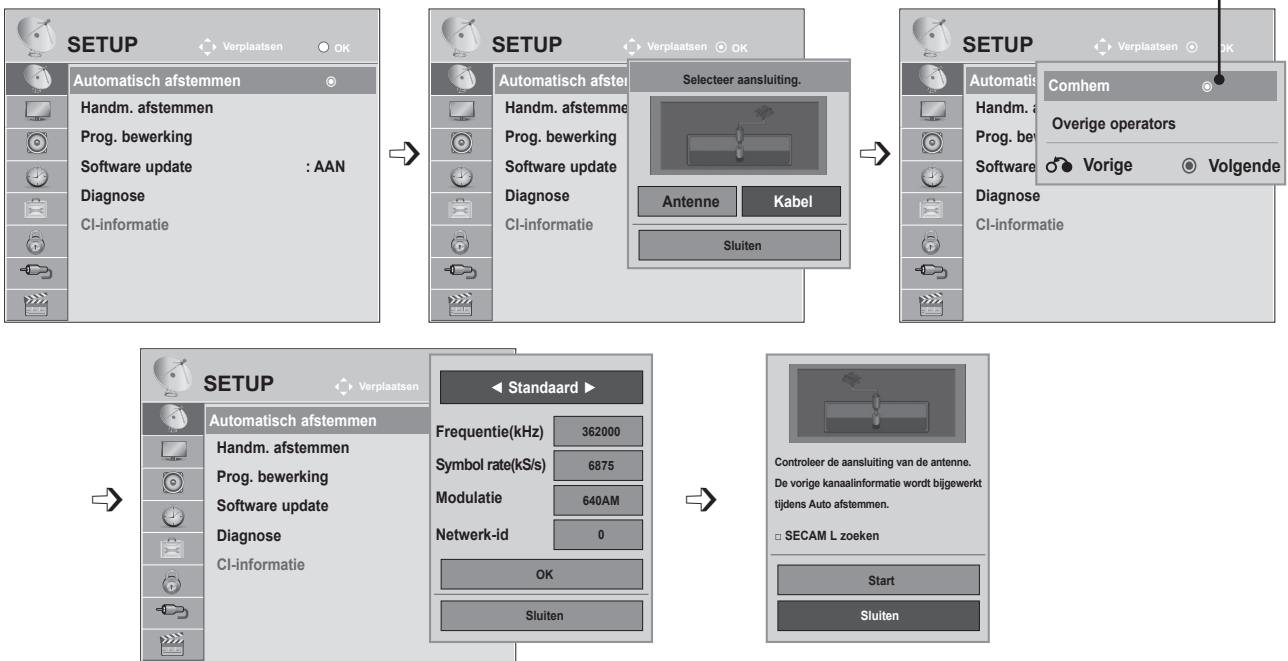 SETUP Verplaatsen OK
Automatisch afstemmen
Handm. afstemmen
Prog. bewerking
Software update : AAN
Diagnose
CI-informatie
SETUP Verplaatsen OK
Automatisch afster
Handm. afstemme
Prog. bewerking
Software update
Diagnose
CI-informatie
Selecteer aansluiting.
Antenne Kabel
Sluiten
SETUP Verplaatsen OK
Automatis
Handm. a
Prog. bew
Software
Diagnose
CI-informatie
Comhem
Overige operators
Vorige Volgende
SETUP Verplaatsen
Automatisch afstemmen
Handm. afstemmen
Prog. bewerking
Software update
Diagnose
CI-informatie
◄ Standaard ►
Frequentie(kHz) 362000
Symbol rate(kS/s) 6875
Modulatie 640AM
Netwerk-id 0
OK
Sluiten
Controleer de aansluiting van de antenne.
De vorige kanaalinformatie wordt bijgewerkt
tijdens Auto afstemmen.
□ SECAM L zoeken
Start
Sluiten